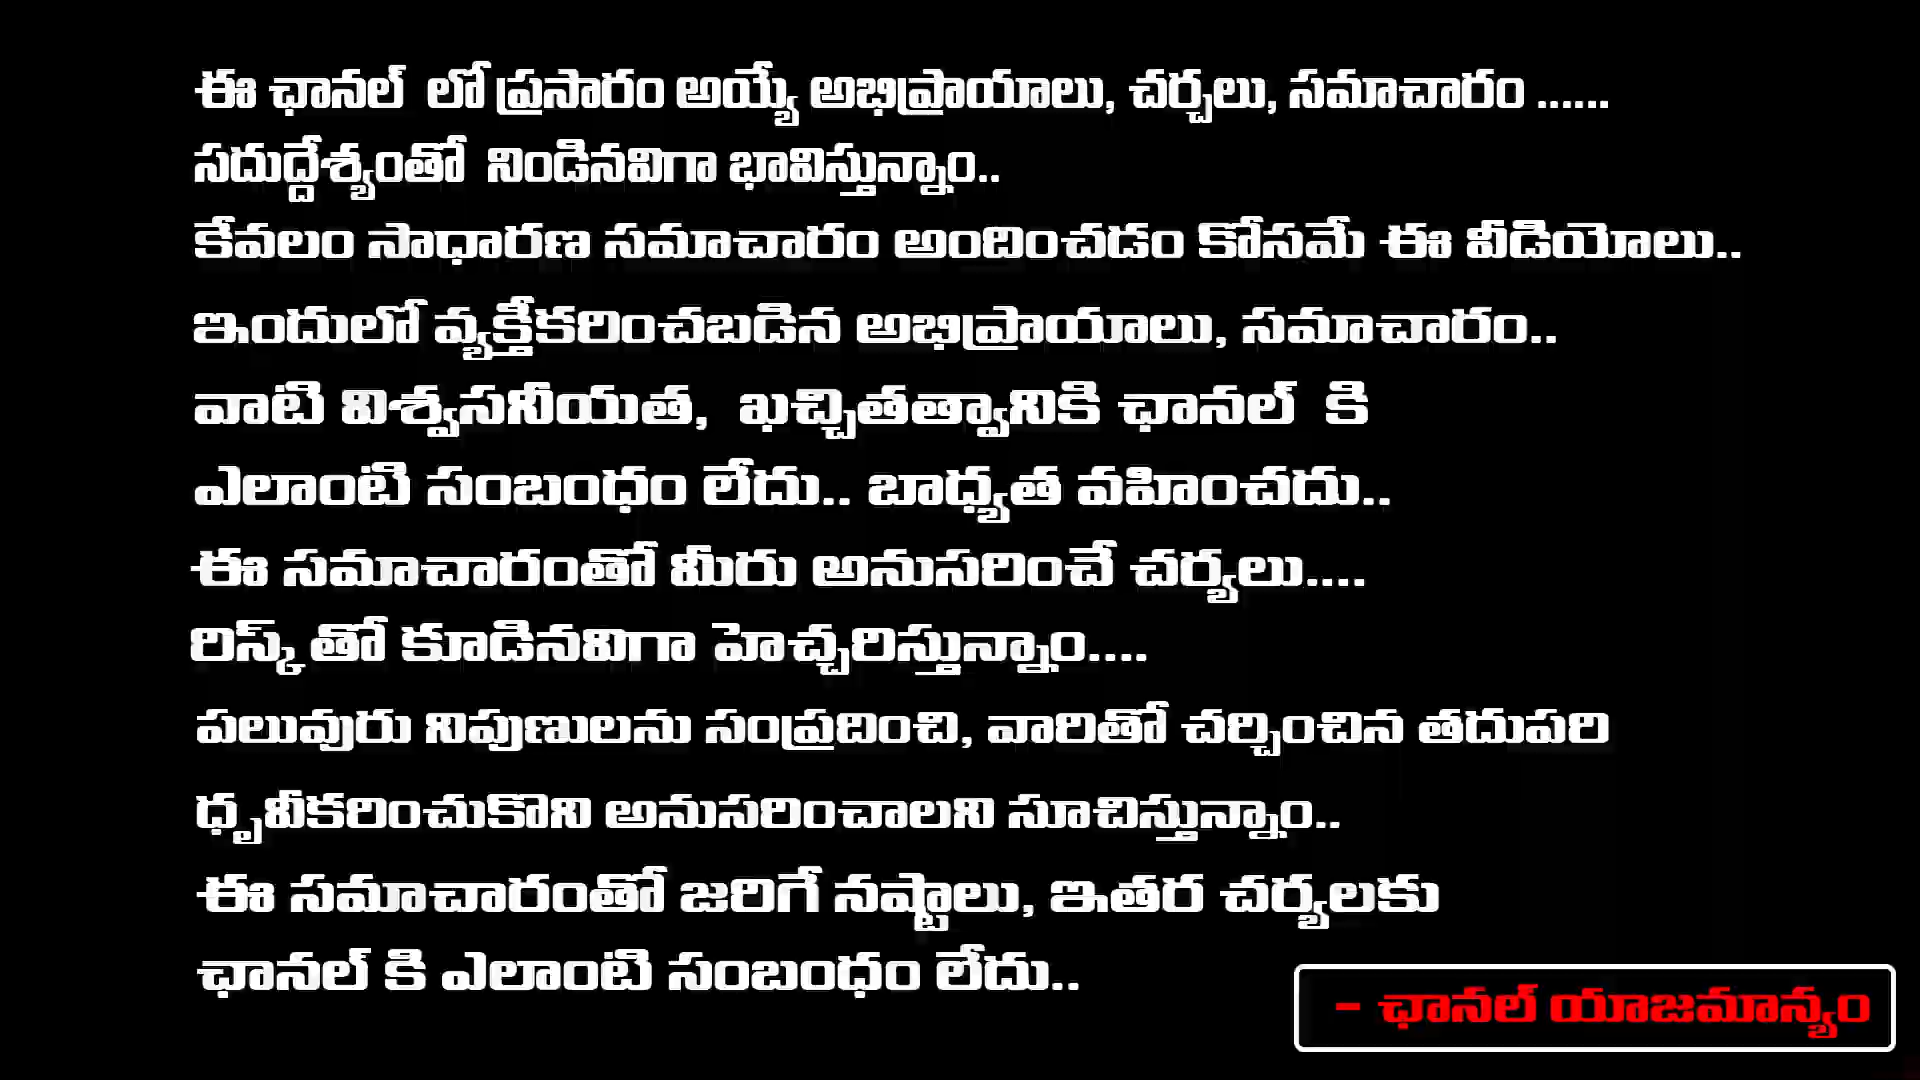 ఈ ఛానల్ లో ప్రసారం అయ్యే అభిప్రాయాలు, చర్చలు, సమాచారం ......
సదుద్దేశ్యంతో నిండినవిగా భావిస్తున్నాం..
కేవలం సాధారణ సమాచారం అందించడం కోసమే ఈ వీడియోలు..
ఇందులో వ్యక్తీకరించబడిన అభిప్రాయాలు, సమాచారం..
వాటి విశ్వసనీయత, ఖచ్చితత్వానికి ఛానల్ కి
ఎలాంటి సంబంధం లేదు.. బాధ్యత వహించదు..
ఈ సమాచారంతో మీరు అనుసరించే చర్యలు....
రిస్క్ తో కూడినవిగా హెచ్చరిస్తున్నాం....
పలువురు నిపుణులను సంప్రదించి, వారితో చర్చించిన తదుపరి
ధృవీకరించుకొని అనుసరించాలని సూచిస్తున్నాం..
ఈ సమాచారంతో జరిగే నష్టాలు, ఇతర చర్యలకు
ఛానల్ కి ఎలాంటి సంబంధం లేదు..
- ఛానల్ యాజమాన్యం